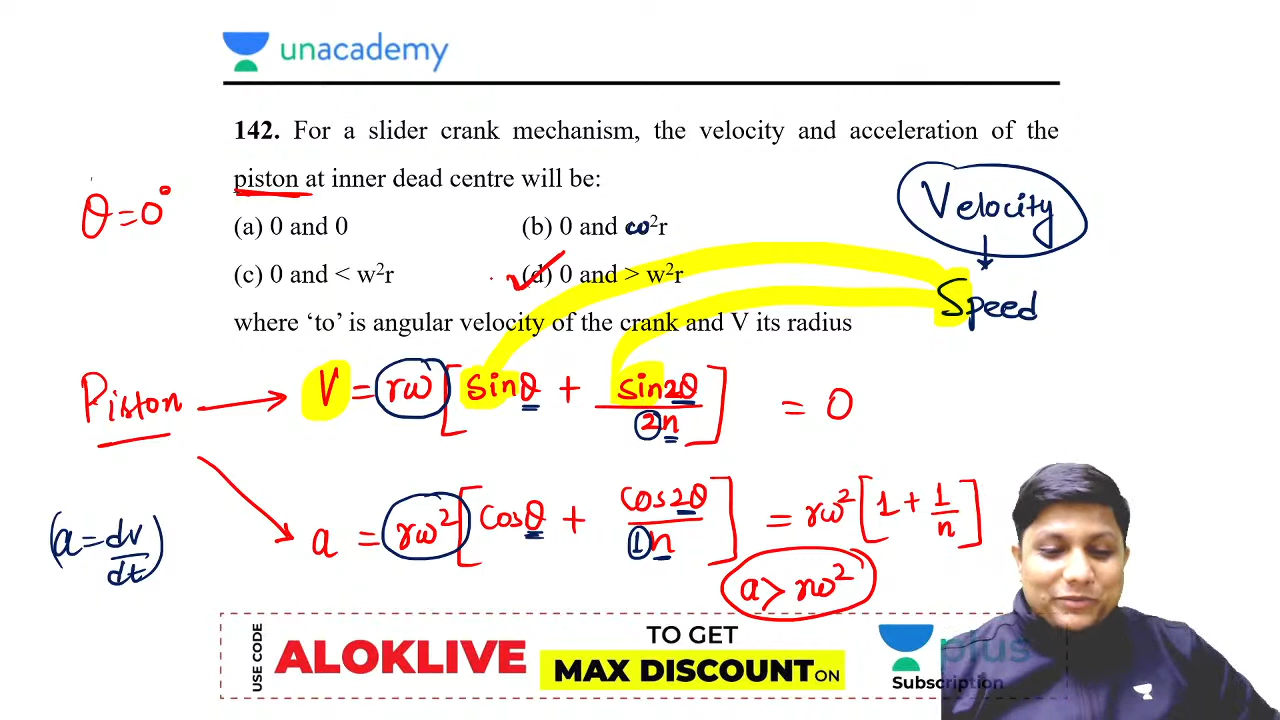 unacademy
142. For a slider crank mechanism, the velocity and acceleration of the
piston at inner dead centre will be:
θ = 0°
Velocity
(a) 0 and 0 (b) 0 and ω²r
(c) 0 and < w²r (d) 0 and > w²r
Speed
where ‘to’ is angular velocity of the crank and V its radius
Piston
V = rω [sinθ + sin2θ/2n] = 0
a = rω² [cosθ + cos2θ/1n] = rω² [1 + 1/n]
(a = dv/dt)
a > rω²
USE CODE
ALOKLIVE
TO GET
MAX DISCOUNT ON
plus
Subscription